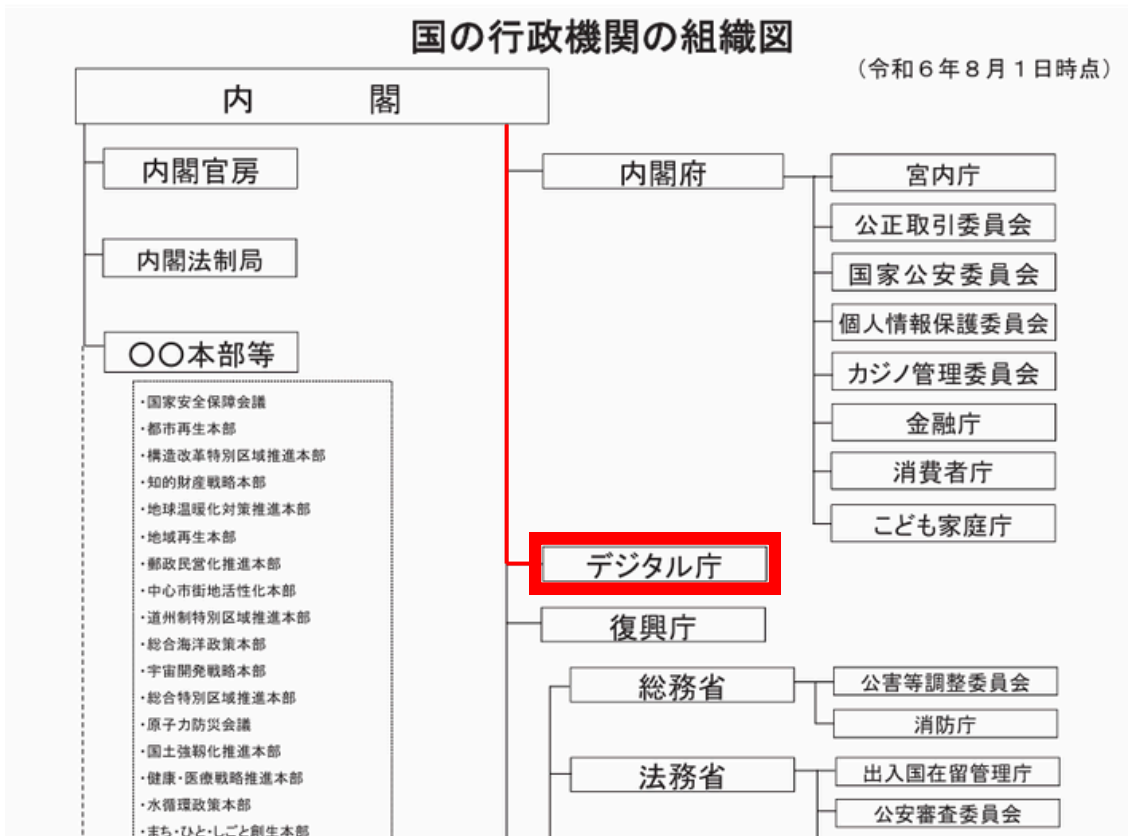 国の行政機関の組織図
（令和６年８月１日時点）
内　　　閣
内閣官房
内閣法制局
〇〇本部等
・国家安全保障会議
・都市再生本部
・構造改革特別区域推進本部
・知的財産戦略本部
・地球温暖化対策推進本部
・地域再生本部
・郵政民営化推進本部
・中心市街地活性化本部
・道州制特別区域推進本部
・総合海洋政策本部
・宇宙開発戦略本部
・総合特別区域推進本部
・原子力防災会議
・国土強靱化推進本部
・健康・医療戦略推進本部
・水循環政策本部
・まち・ひと・しごと創生本部
内閣府
宮内庁
公正取引委員会
国家公安委員会
個人情報保護委員会
カジノ管理委員会
金融庁
消費者庁
こども家庭庁
デジタル庁
復興庁
総務省
公害等調整委員会
消防庁
法務省
出入国在留管理庁
公安審査委員会